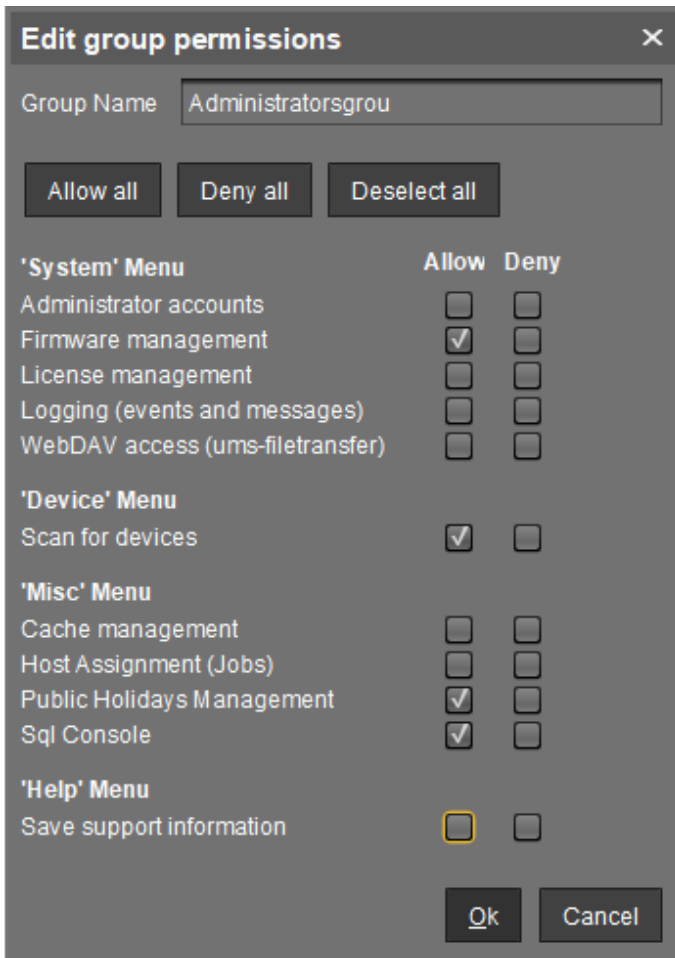 Edit group permissions
Group Name Administratorsgrou
Allow all Deny all Deselect all
'System' Menu Allow Deny
Administrator accounts
Firmware management
License management
Logging (events and messages)
WebDAV access (ums-filetransfer)
'Device' Menu
Scan for devices
'Misc' Menu
Cache management
Host Assignment (Jobs)
Public Holidays Management
Sql Console
'Help' Menu
Save support information
Ok Cancel